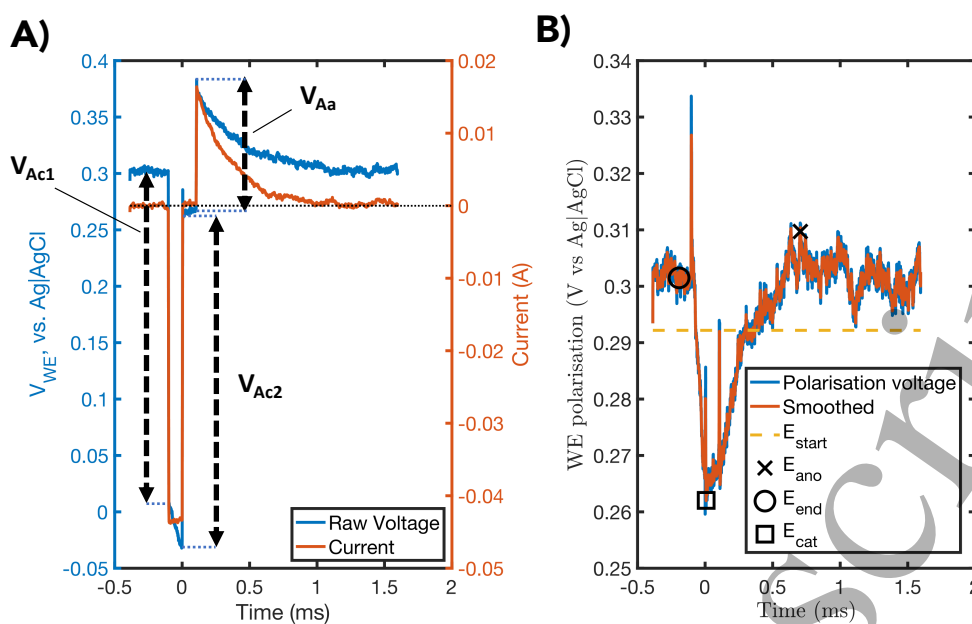 A)
B)
0.4
0.35
0.3
0.25
0.2
0.15
0.1
0.05
0
-0.05
V_WE, vs. Ag|AgCl
0.02
0.01
0
-0.01
-0.02
-0.03
-0.04
-0.05
Current (A)
V_Aa
V_Ac1
V_Ac2
Raw Voltage
Current
-0.5
0
0.5
1
1.5
2
Time (ms)
0.34
0.33
0.32
0.31
0.3
0.29
0.28
0.27
0.26
0.25
WE polarisation (V vs Ag|AgCl)
Polarisation voltage
Smoothed
E_start
E_ano
E_end
E_cat
-0.5
0
0.5
1
1.5
2
Time (ms)
scri